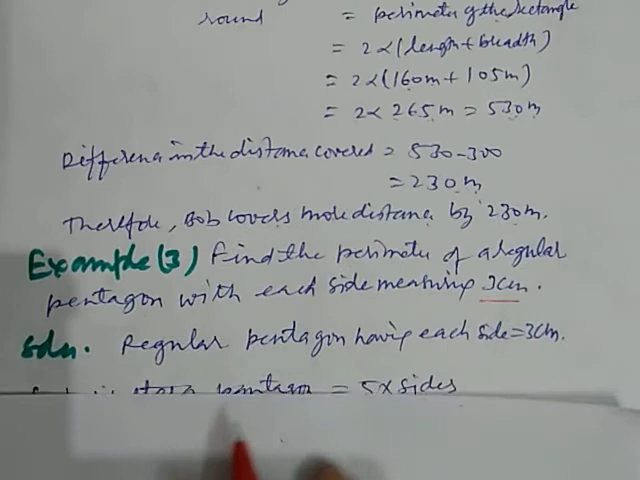 round = perimeter of the rectangle
= 2×(length+breadth)
= 2×(160m+105m)
= 2×265m = 530m
Difference in the distance covered = 530-300
= 230m
Therefore, Bob covers more distance by 230m.
Example (3) Find the perimeter of a regular
pentagon with each side measuring 3cm.
Soln. Regular pentagon having each side=3cm.
pentagon = 5×sides